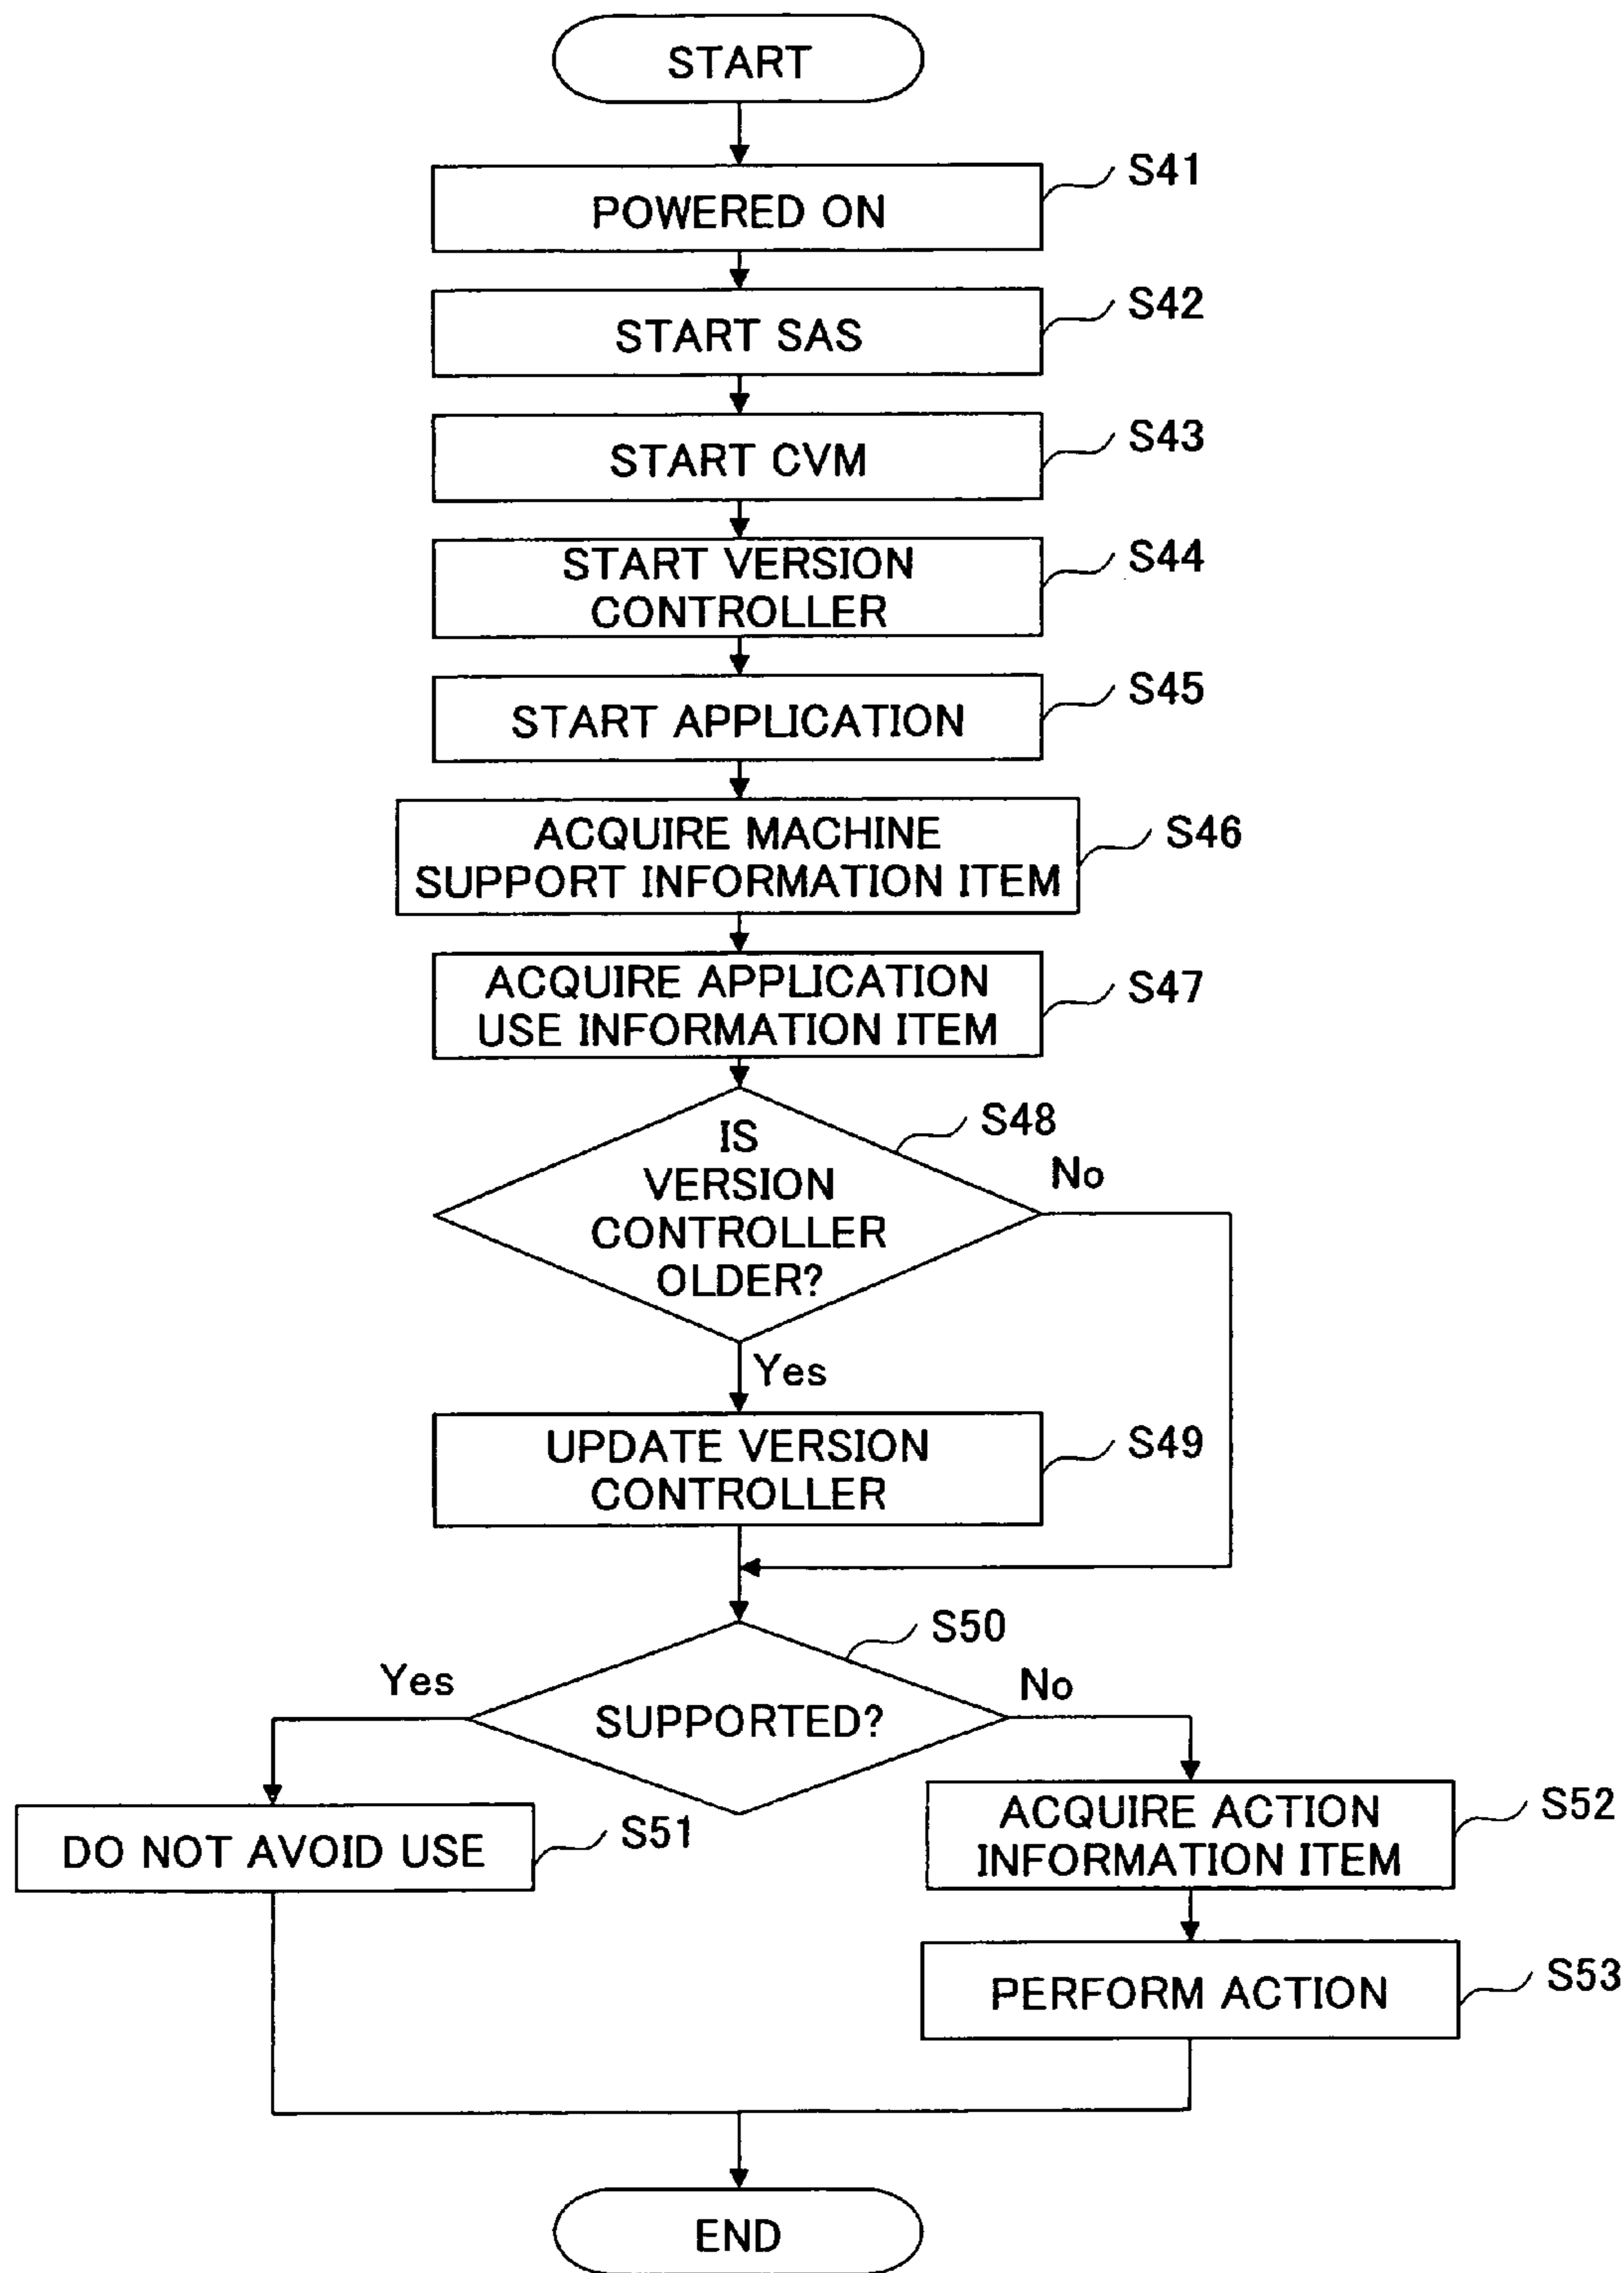 START
S41
POWERED ON
S42
START SAS
S43
START CVM
S44
START VERSION
CONTROLLER
S45
START APPLICATION
S46
ACQUIRE MACHINE
SUPPORT INFORMATION ITEM
S47
ACQUIRE APPLICATION
USE INFORMATION ITEM
S48
IS
VERSION
CONTROLLER
OLDER?
No
Yes
S49
UPDATE VERSION
CONTROLLER
S50
Yes
No
SUPPORTED?
S51
DO NOT AVOID USE
S52
ACQUIRE ACTION
INFORMATION ITEM
S53
PERFORM ACTION
END